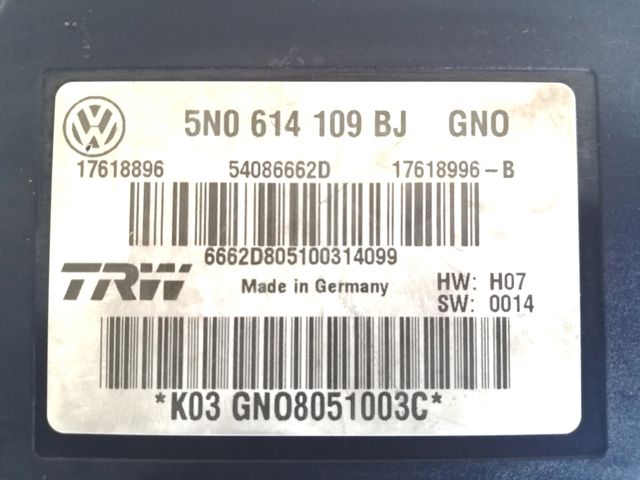 5N0 614 109 BJ GNO
17618896 54086662D 17618996-B
6662D805100314099
TRW Made in Germany HW: H07
SW: 0014
*K03 GNO8051003C*